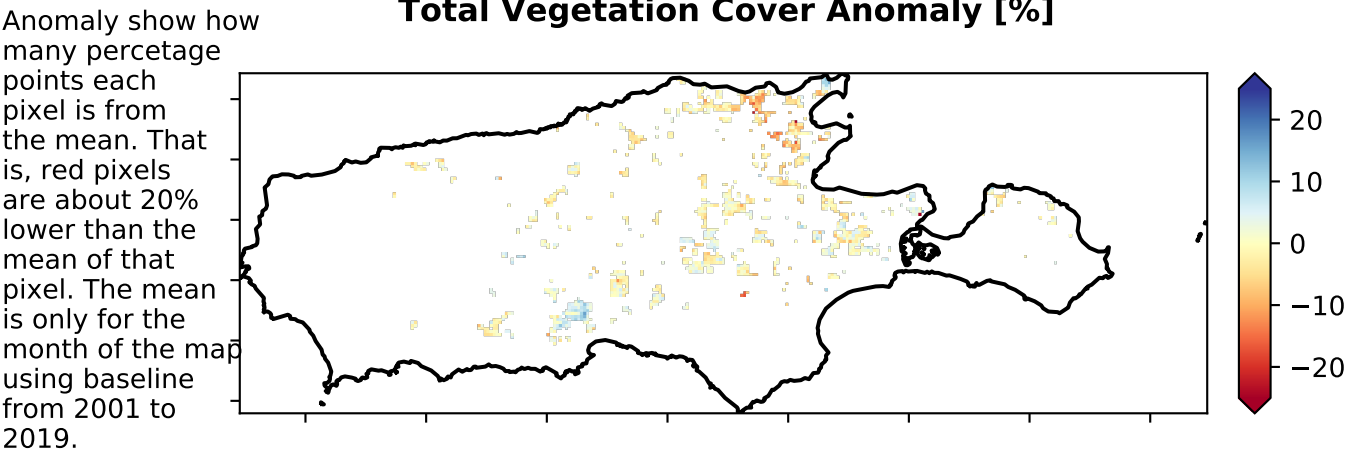 Total Vegetation Cover Anomaly [%]
Anomaly show how
many percetage
points each
pixel is from
the mean. That
is, red pixels
are about 20%
lower than the
mean of that
pixel. The mean
is only for the
month of the map
using baseline
from 2001 to
2019.
20
10
0
−10
−20